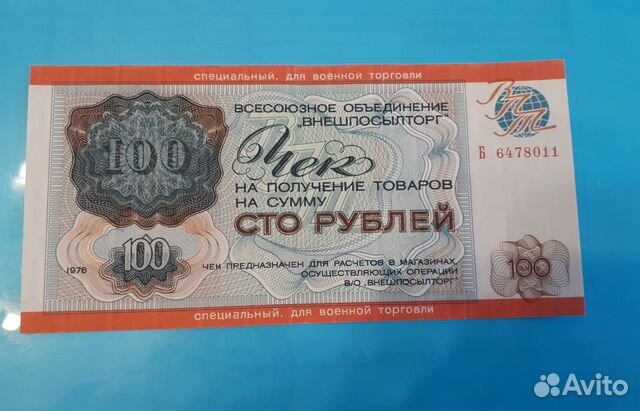 специальный. для военной торговли
ВСЕСОЮЗНОЕ ОБЪЕДИНЕНИЕ
„ВНЕШПОСЫЛТОРГ"
ВПТ
100
Чек
Б 6478011
НА ПОЛУЧЕНИЕ ТОВАРОВ
НА СУММУ
СТО РУБЛЕЙ
100
1976
ЧЕК ПРЕДНАЗНАЧЕН ДЛЯ РАСЧЕТОВ В МАГАЗИНАХ,
ОСУЩЕСТВЛЯЮЩИХ ОПЕРАЦИИ
В/О „ВНЕШПОСЫЛТОРГ"
100
специальный. для военной торговли
Avito